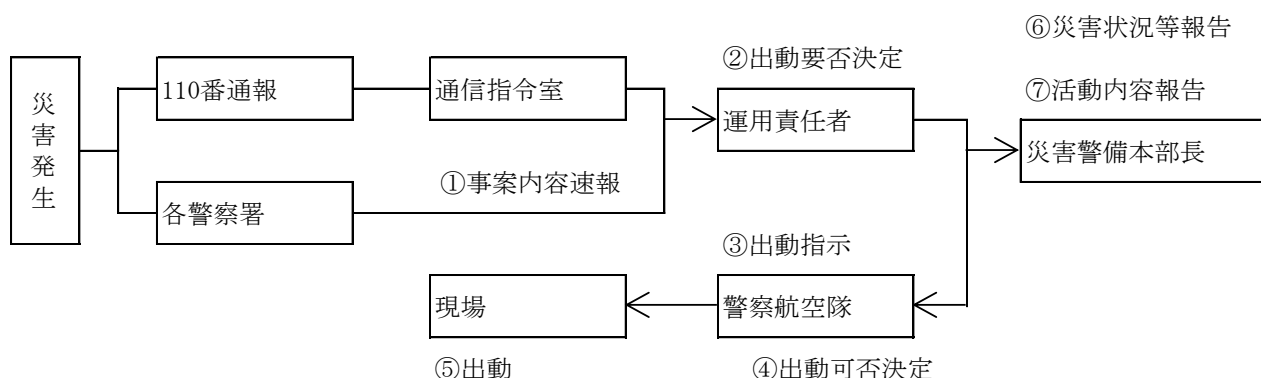 ⑥災害状況等報告
②出動要否決定
⑦活動内容報告
災害発生
110番通報
通信指令室
運用責任者
災害警備本部長
①事案内容速報
各警察署
③出動指示
現場
警察航空隊
⑤出動
④出動可否決定